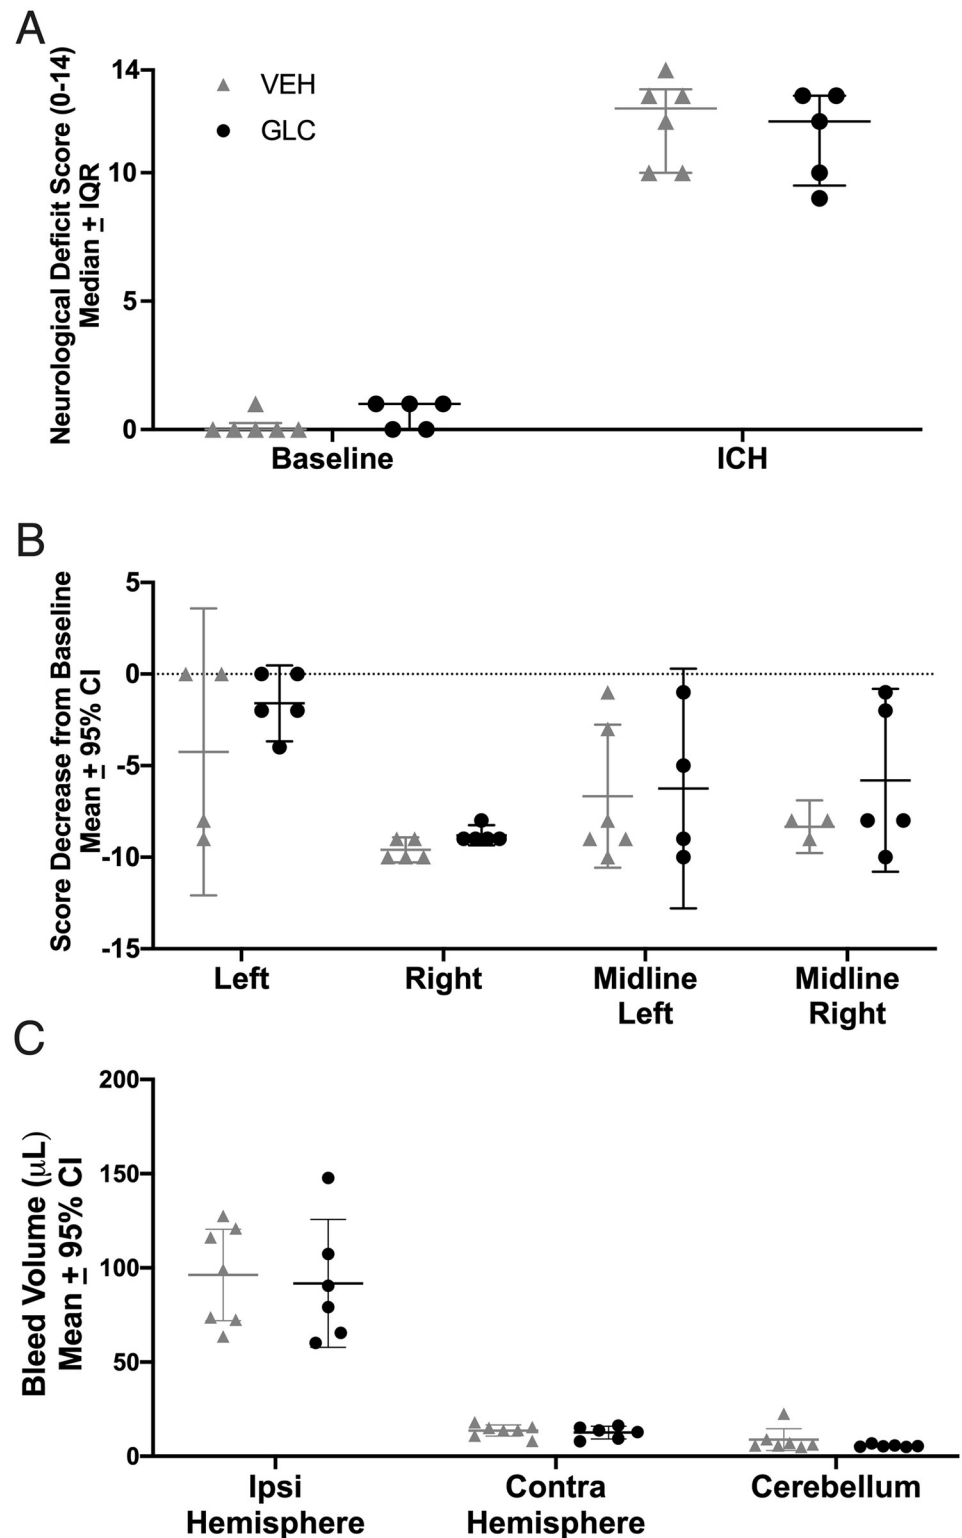 A
Neurological Deficit Score (0-14)
Median ± IQR
14
10
5
0
VEH
GLC
Baseline
ICH
B
Score Decrease from Baseline
Mean ± 95% CI
5
0
-5
-10
-15
Left
Right
Midline
Left
Midline
Right
C
Bleed Volume (μL)
Mean ± 95% CI
200
150
100
50
0
Ipsi
Hemisphere
Contra
Hemisphere
Cerebellum